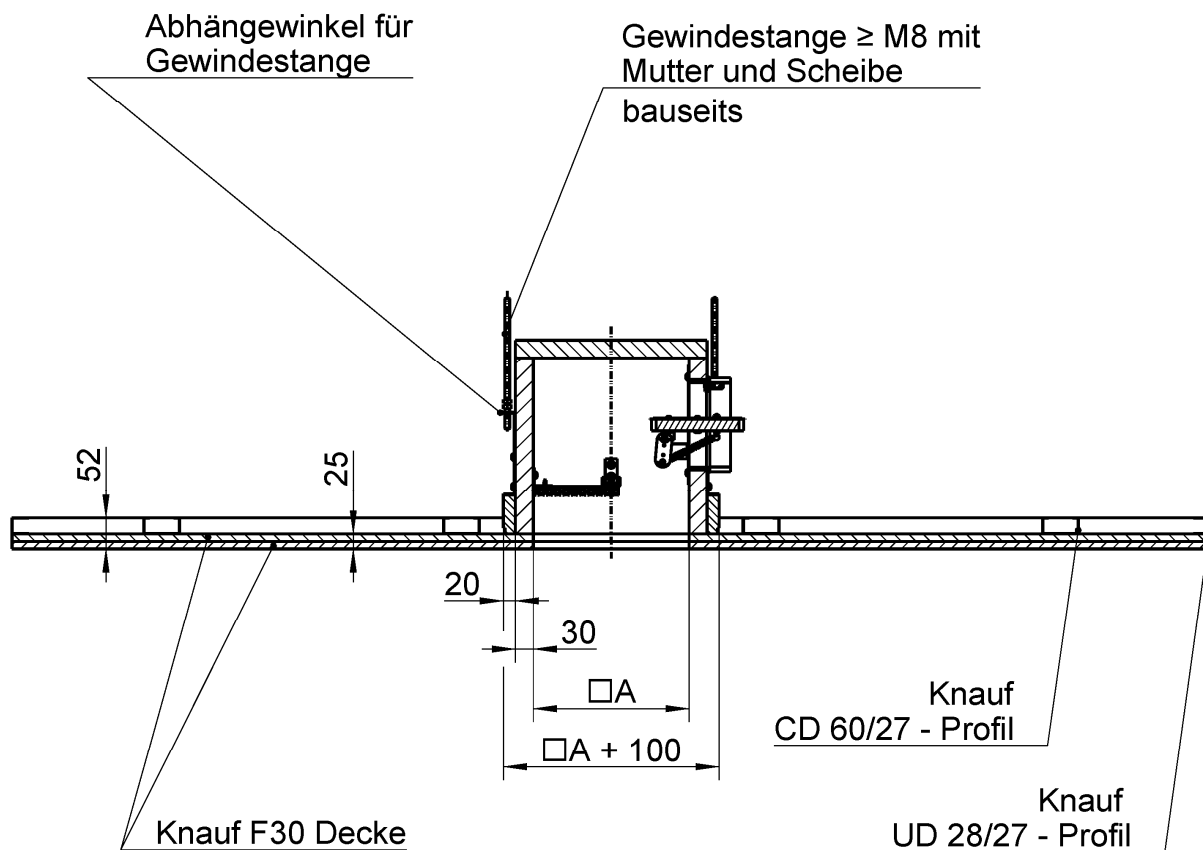 Abhängewinkel für
Gewindestange
Gewindestange ≥ M8 mit
Mutter und Scheibe
bauseits
52
25
20
30
□A
□A + 100
Knauf
CD 60/27 - Profil
Knauf
UD 28/27 - Profil
Knauf F30 Decke